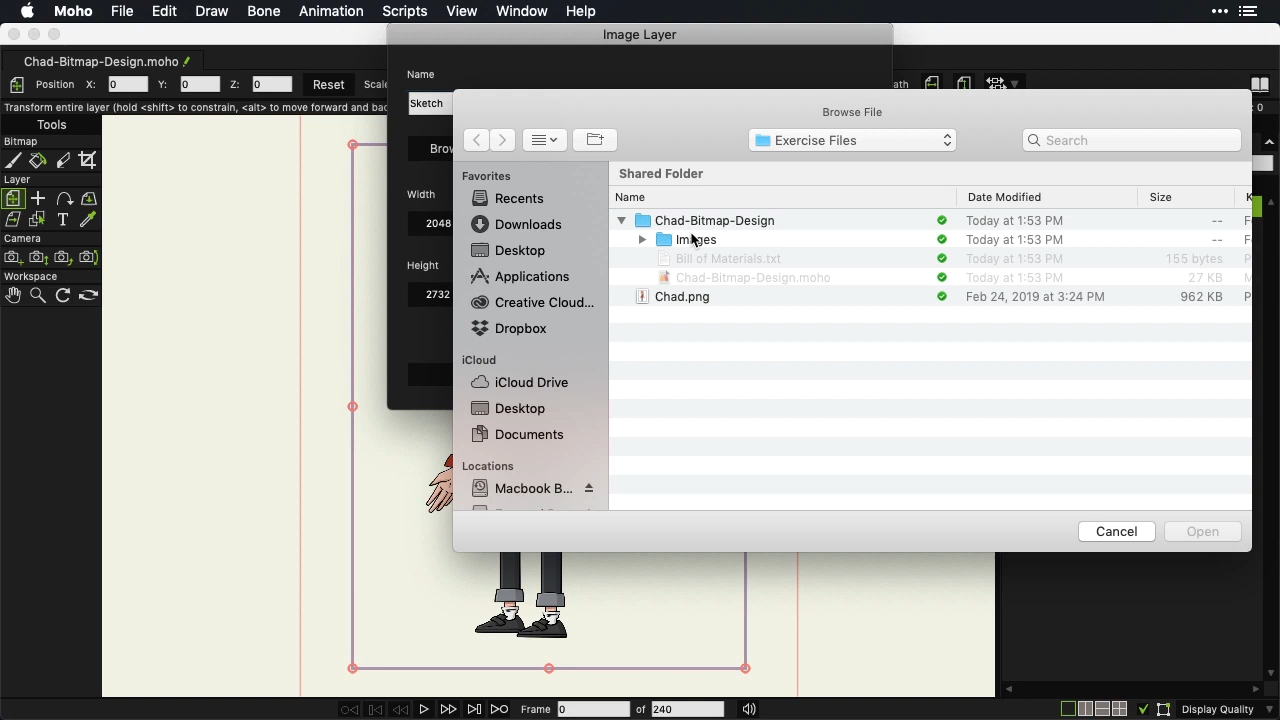 Moho File Edit Draw Bone Animation Scripts View Window Help
Image Layer
Chad-Bitmap-Design.moho
Name
Position X: 0 Y: 0 Z: 0 Reset Scale
ath
Sketch
Transform entire layer (hold <shift> to constrain, <alt> to move forward and bac
: 0
Browse File
Tools
Exercise Files
Search
Bitmap
Brow
Layer
Width
2048
Height
2732
Camera
Workspace
Favorites
Recents
Downloads
Desktop
Applications
Creative Cloud...
Dropbox
iCloud
iCloud Drive
Desktop
Documents
Locations
Macbook B...
Shared Folder
Name Date Modified Size K
Chad-Bitmap-Design Today at 1:53 PM -- F
Images Today at 1:53 PM -- F
Bill of Materials.txt Today at 1:53 PM 155 bytes P
Chad-Bitmap-Design.moho Today at 1:53 PM 27 KB M
Chad.png Feb 24, 2019 at 3:24 PM 962 KB P
Cancel Open
Frame 0 of 240
Display Quality